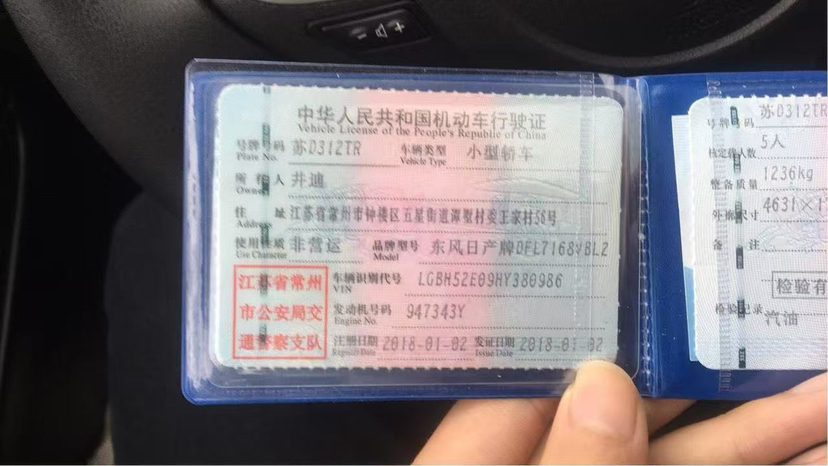 中华人民共和国机动车行驶证
Vehicle License of the People's Republic of China
号牌号码 苏D312TR 车辆类型 小型轿车
Plate No. Vehicle Type
所有人 井迪
Owner
住址 江苏省常州市钟楼区五星街道 村委王家村56号
Address
使用性质 非营运 品牌型号 东风日产牌DFL7168VBL2
Use Character Model
江苏省常州
市公安局交
通警察支队
车辆识别代号 LGBH52E09HY380986
VIN
发动机号码 947343Y
Engine No.
注册日期 2018-01-02 发证日期 2018-01-02
Register Date Issue Date
号牌号码 苏D312TR
核定载人数 5人
整备质量 1236kg
外廓尺寸 4631×1
备注
检验有
检验记录
汽油